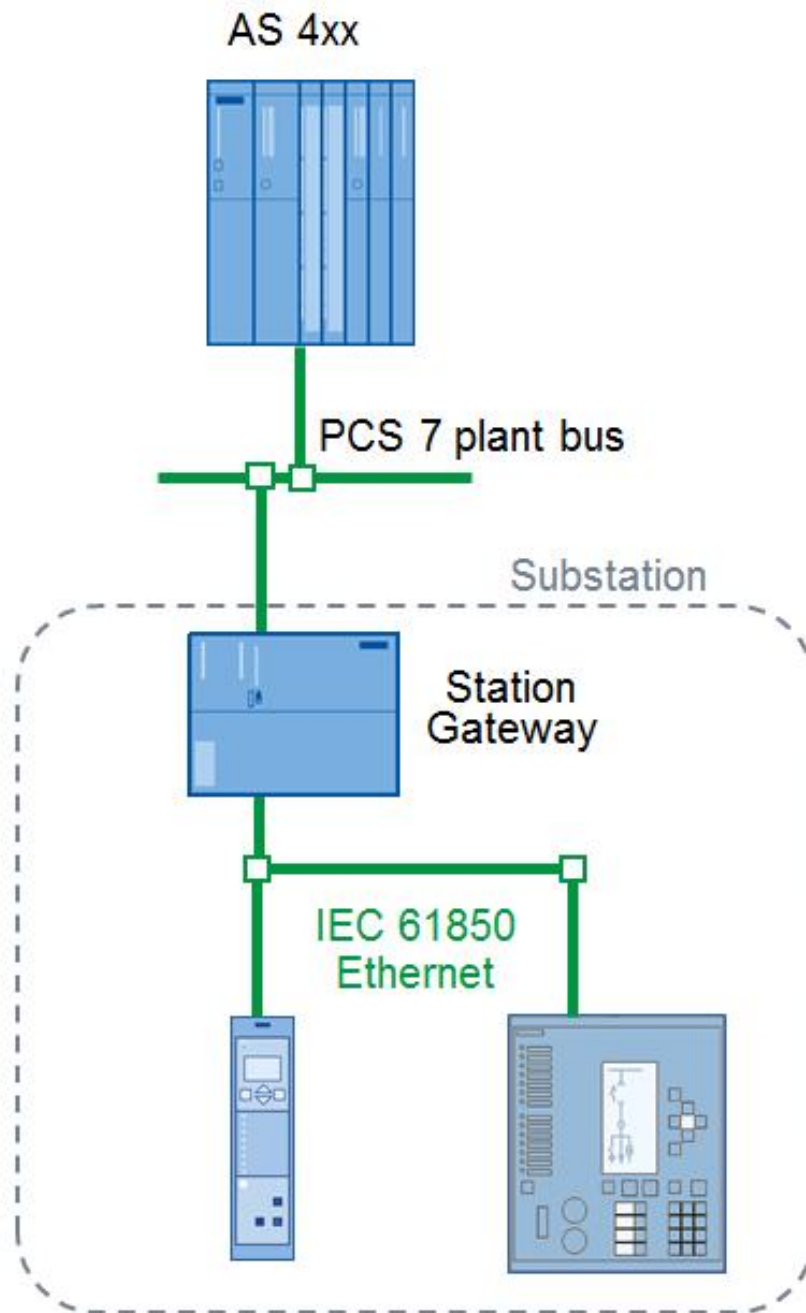 AS 4xx
PCS 7 plant bus
Substation
Station
Gateway
IEC 61850
Ethernet